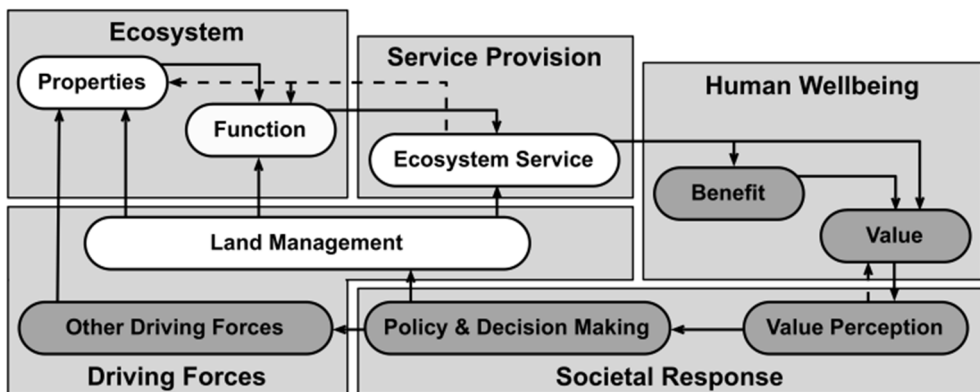 Ecosystem
Properties
Function
Service Provision
Ecosystem Service
Human Wellbeing
Benefit
Value
Land Management
Other Driving Forces
Driving Forces
Policy & Decision Making
Value Perception
Societal Response